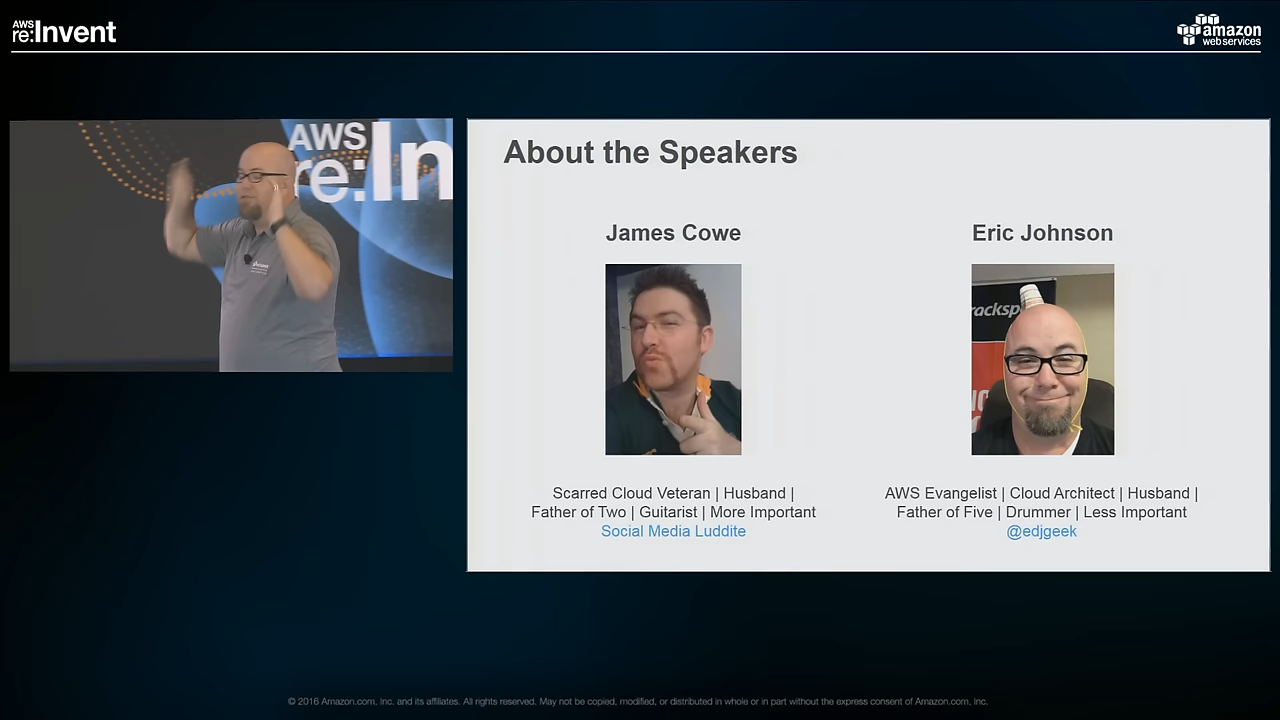 AWS
re:Invent
amazon
web services
AWS
re:In
About the Speakers
James Cowe
Eric Johnson
racksp
Scarred Cloud Veteran | Husband |
Father of Two | Guitarist | More Important
Social Media Luddite
AWS Evangelist | Cloud Architect | Husband |
Father of Five | Drummer | Less Important
@edjgeek
© 2016 Amazon.com, Inc. and its affiliates. All rights reserved. May not be copied, modified, or distributed in whole or in part without the express consent of Amazon.com, Inc.